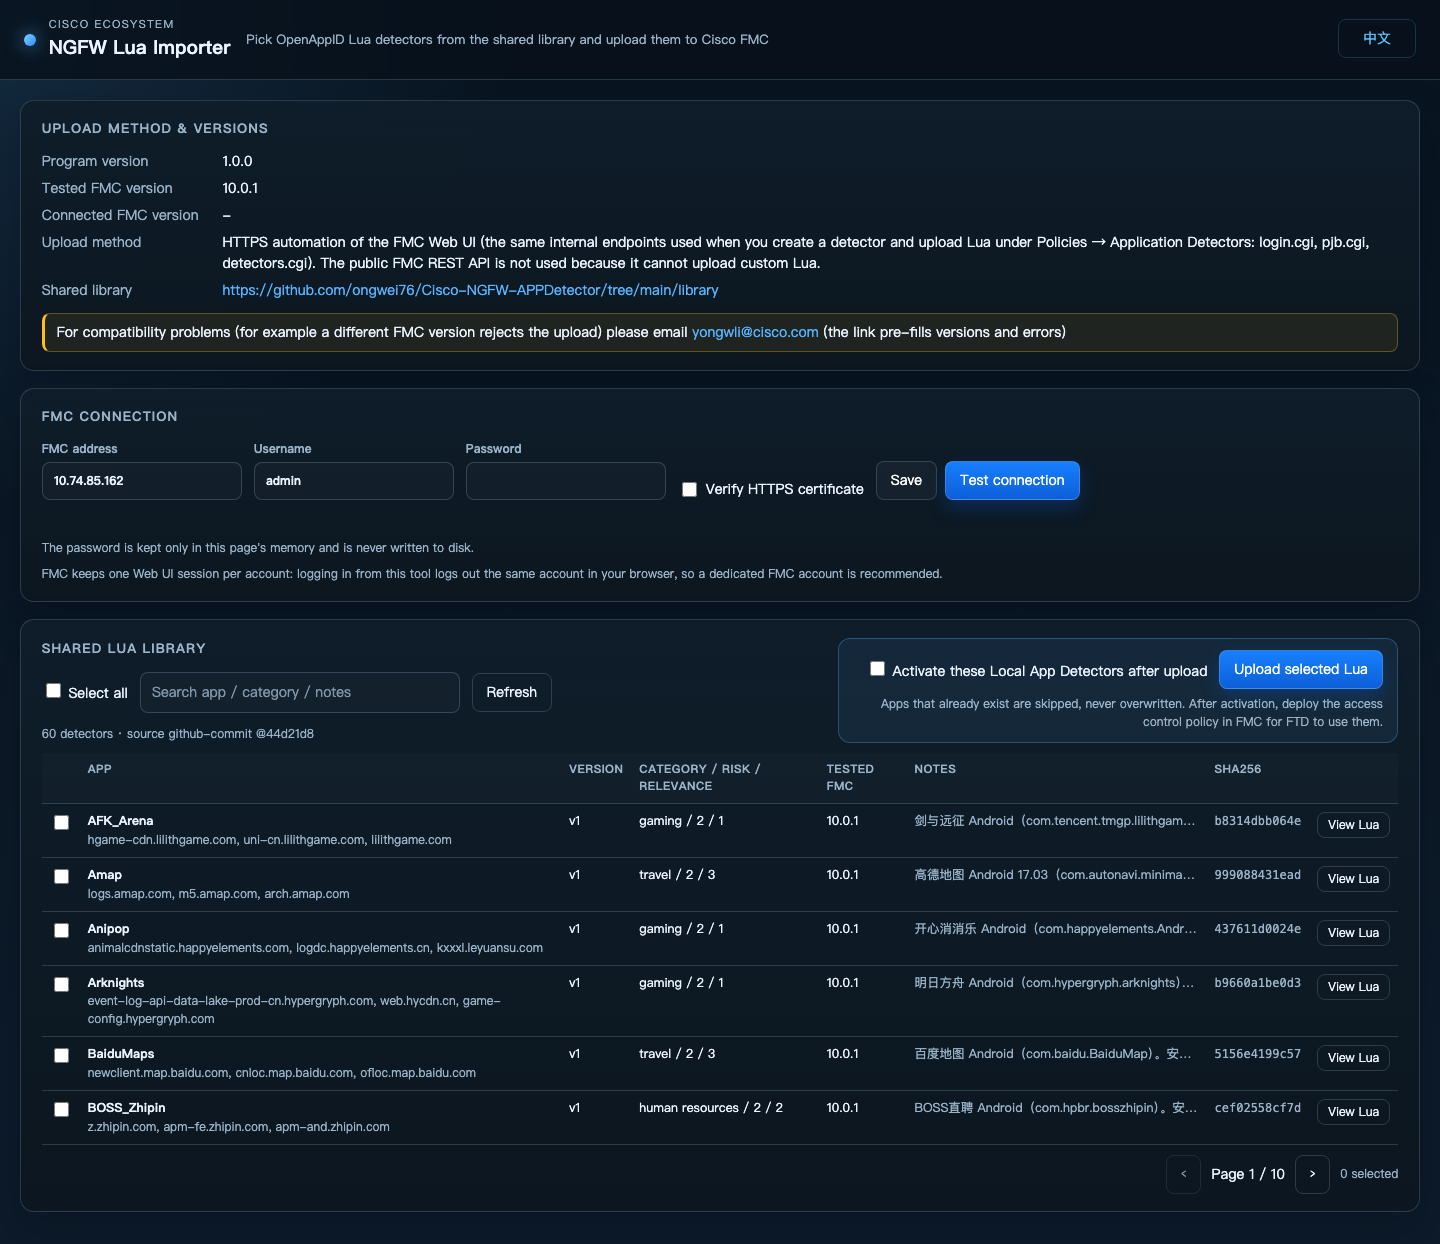 CISCO ECOSYSTEM
NGFW Lua Importer
Pick OpenAppID Lua detectors from the shared library and upload them to Cisco FMC
中文
UPLOAD METHOD & VERSIONS
Program version 1.0.0
Tested FMC version 10.0.1
Connected FMC version –
Upload method HTTPS automation of the FMC Web UI (the same internal endpoints used when you create a detector and upload Lua under Policies → Application Detectors: login.cgi, pjb.cgi,
detectors.cgi). The public FMC REST API is not used because it cannot upload custom Lua.
Shared library https://github.com/ongwei76/Cisco-NGFW-APPDetector/tree/main/library
For compatibility problems (for example a different FMC version rejects the upload) please email yongwli@cisco.com (the link pre-fills versions and errors)
FMC CONNECTION
FMC address Username Password
10.74.85.162 admin Verify HTTPS certificate Save Test connection
The password is kept only in this page's memory and is never written to disk.
FMC keeps one Web UI session per account: logging in from this tool logs out the same account in your browser, so a dedicated FMC account is recommended.
SHARED LUA LIBRARY
Select all Search app / category / notes Refresh
60 detectors · source github-commit @44d21d8
Activate these Local App Detectors after upload Upload selected Lua
Apps that already exist are skipped, never overwritten. After activation, deploy the access
control policy in FMC for FTD to use them.
APP VERSION CATEGORY / RISK / TESTED NOTES SHA256
RELEVANCE FMC
AFK_Arena v1 gaming / 2 / 1 10.0.1 剑与远征 Android（com.tencent.tmgp.lilithgam... b8314dbb064e View Lua
hgame-cdn.lilithgame.com, uni-cn.lilithgame.com, lilithgame.com
Amap v1 travel / 2 / 3 10.0.1 高德地图 Android 17.03（com.autonavi.minima... 999088431ead View Lua
logs.amap.com, m5.amap.com, arch.amap.com
Anipop v1 gaming / 2 / 1 10.0.1 开心消消乐 Android（com.happyelements.Andr... 437611d0024e View Lua
animalcdnstatic.happyelements.com, logdc.happyelements.cn, kxxxl.leyuansu.com
Arknights v1 gaming / 2 / 1 10.0.1 明日方舟 Android（com.hypergryph.arknights）... b9660a1be0d3 View Lua
event-log-api-data-lake-prod-cn.hypergryph.com, web.hycdn.cn, game-
config.hypergryph.com
BaiduMaps v1 travel / 2 / 3 10.0.1 百度地图 Android（com.baidu.BaiduMap）。安... 5156e4199c57 View Lua
newclient.map.baidu.com, cnloc.map.baidu.com, ofloc.map.baidu.com
BOSS_Zhipin v1 human resources / 2 / 2 10.0.1 BOSS直聘 Android（com.hpbr.bosszhipin）。安... cef02558cf7d View Lua
z.zhipin.com, apm-fe.zhipin.com, apm-and.zhipin.com
‹ Page 1 / 10 › 0 selected